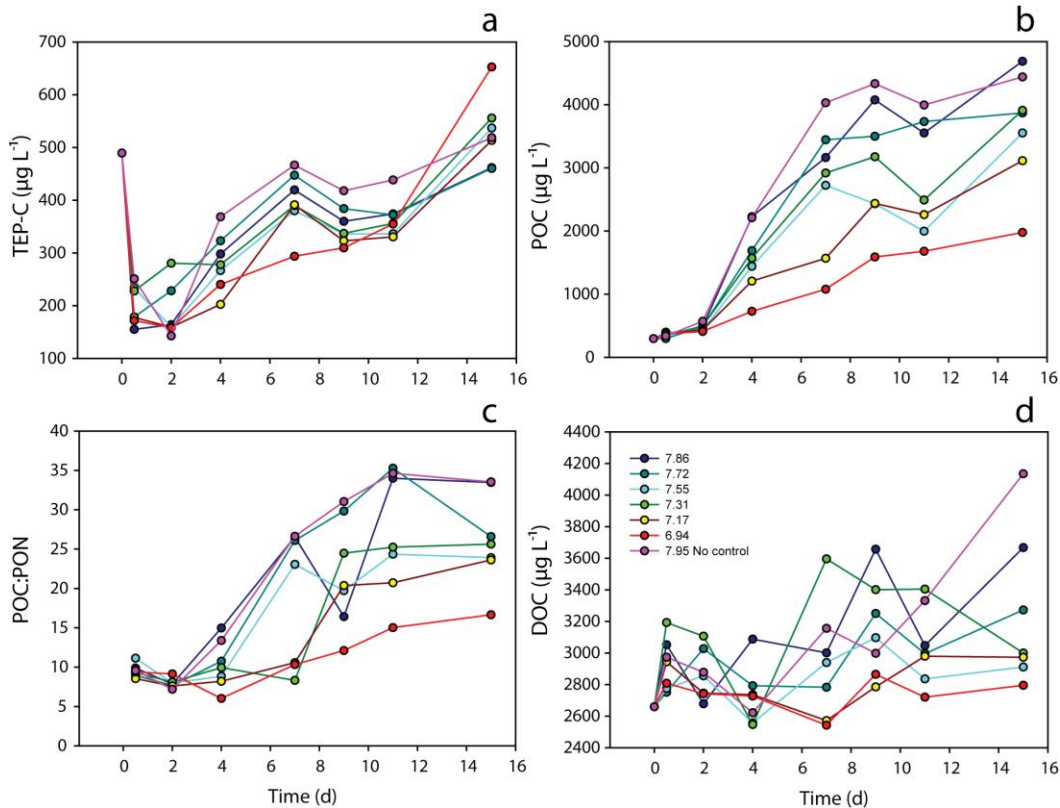 a
700
600
500
400
300
200
100
TEP-C (µg L⁻¹)
0 2 4 6 8 10 12 14 16
b
5000
4000
3000
2000
1000
0
POC (µg L⁻¹)
0 2 4 6 8 10 12 14 16
c
40
35
30
25
20
15
10
5
0
POC:PON
0 2 4 6 8 10 12 14 16
Time (d)
d
4400
4200
4000
3800
3600
3400
3200
3000
2800
2600
2400
DOC (µg L⁻¹)
7.86
7.72
7.55
7.31
7.17
6.94
7.95 No control
0 2 4 6 8 10 12 14 16
Time (d)